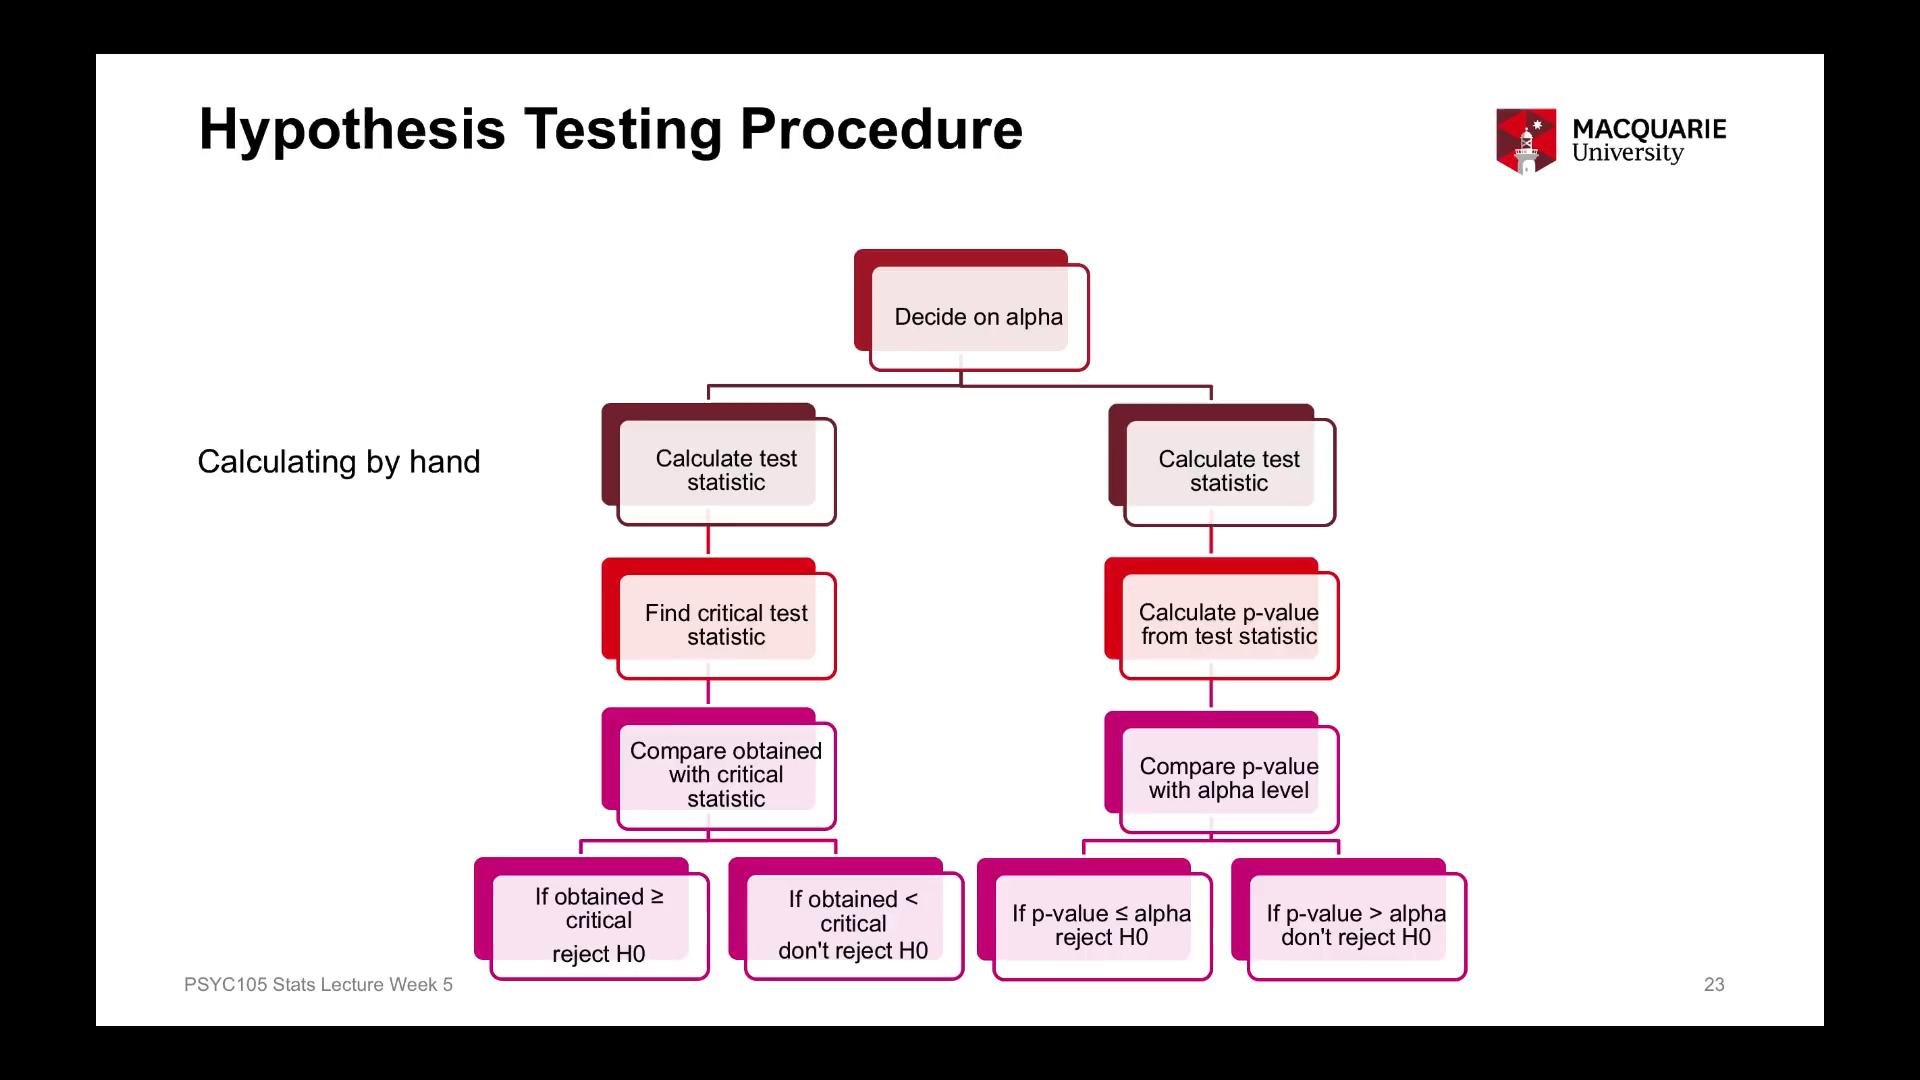 Hypothesis Testing Procedure
MACQUARIE
University
Decide on alpha
Calculating by hand
Calculate test
statistic
Calculate test
statistic
Find critical test
statistic
Calculate p-value
from test statistic
Compare obtained
with critical
statistic
Compare p-value
with alpha level
If obtained ≥
critical
reject H0
If obtained <
critical
don't reject H0
If p-value ≤ alpha
reject H0
If p-value > alpha
don't reject H0
PSYC105 Stats Lecture Week 5
23